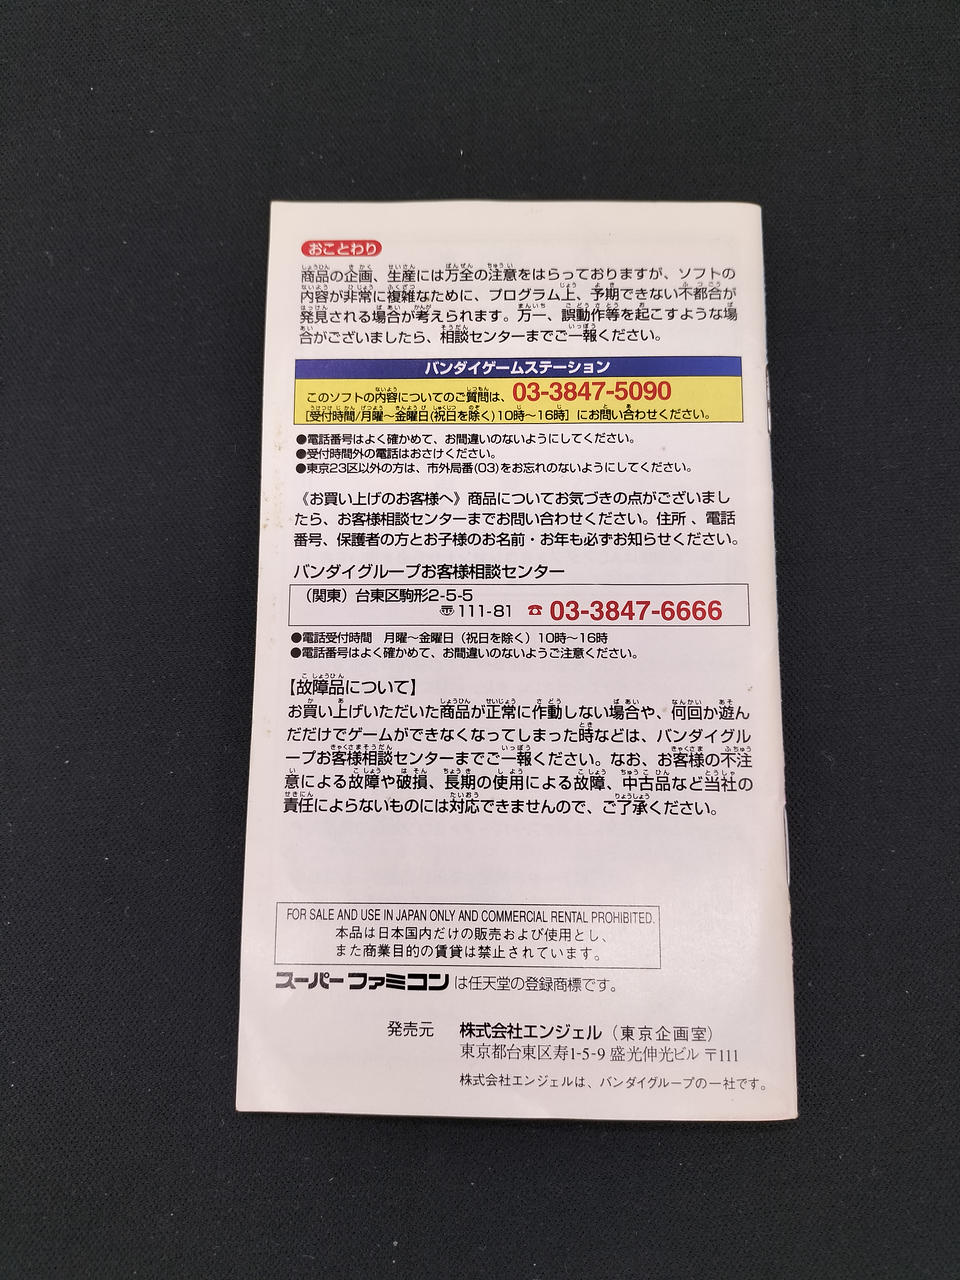 おことわり
商品の企画、生産には万全の注意をはらっておりますが、ソフトの
内容が非常に複雑なために、プログラム上、予期できない不都合が
発見される場合が考えられます。万一、誤動作等を起こすような場
合がございましたら、相談センターまでご一報ください。
バンダイゲームステーション
このソフトの内容についてのご質問は、03-3847-5090
[受付時間/月曜〜金曜日(祝日を除く)10時〜16時] にお問い合わせください。
●電話番号はよく確かめて、お間違いのないようにしてください。
●受付時間外の電話はおさけください。
●東京23区以外の方は、市外局番(03)をお忘れのないようにしてください。
《お買い上げのお客様へ》商品についてお気づきの点がございまし
たら、お客様相談センターまでお問い合わせください。住所、電話
番号、保護者の方とお子様のお名前・お年も必ずお知らせください。
バンダイグループお客様相談センター
（関東）台東区駒形2-5-5
〠111-81 ☎ 03-3847-6666
●電話受付時間　月曜〜金曜日（祝日を除く）10時〜16時
●電話番号はよく確かめて、お間違いのないようご注意ください。
【故障品について】
お買い上げいただいた商品が正常に作動しない場合や、何回か遊ん
だだけでゲームができなくなってしまった時などは、バンダイグル
ープお客様相談センターまでご一報ください。なお、お客様の不注
意による故障や破損、長期の使用による故障、中古品など当社の
責任によらないものには対応できませんので、ご了承ください。
FOR SALE AND USE IN JAPAN ONLY AND COMMERCIAL RENTAL PROHIBITED.
本品は日本国内だけの販売および使用とし、
また商業目的の賃貸は禁止されています。
スーパーファミコンは任天堂の登録商標です。
発売元　株式会社エンジェル（東京企画室）
東京都台東区寿1-5-9 盛光伸光ビル 〒111
株式会社エンジェルは、バンダイグループの一社です。